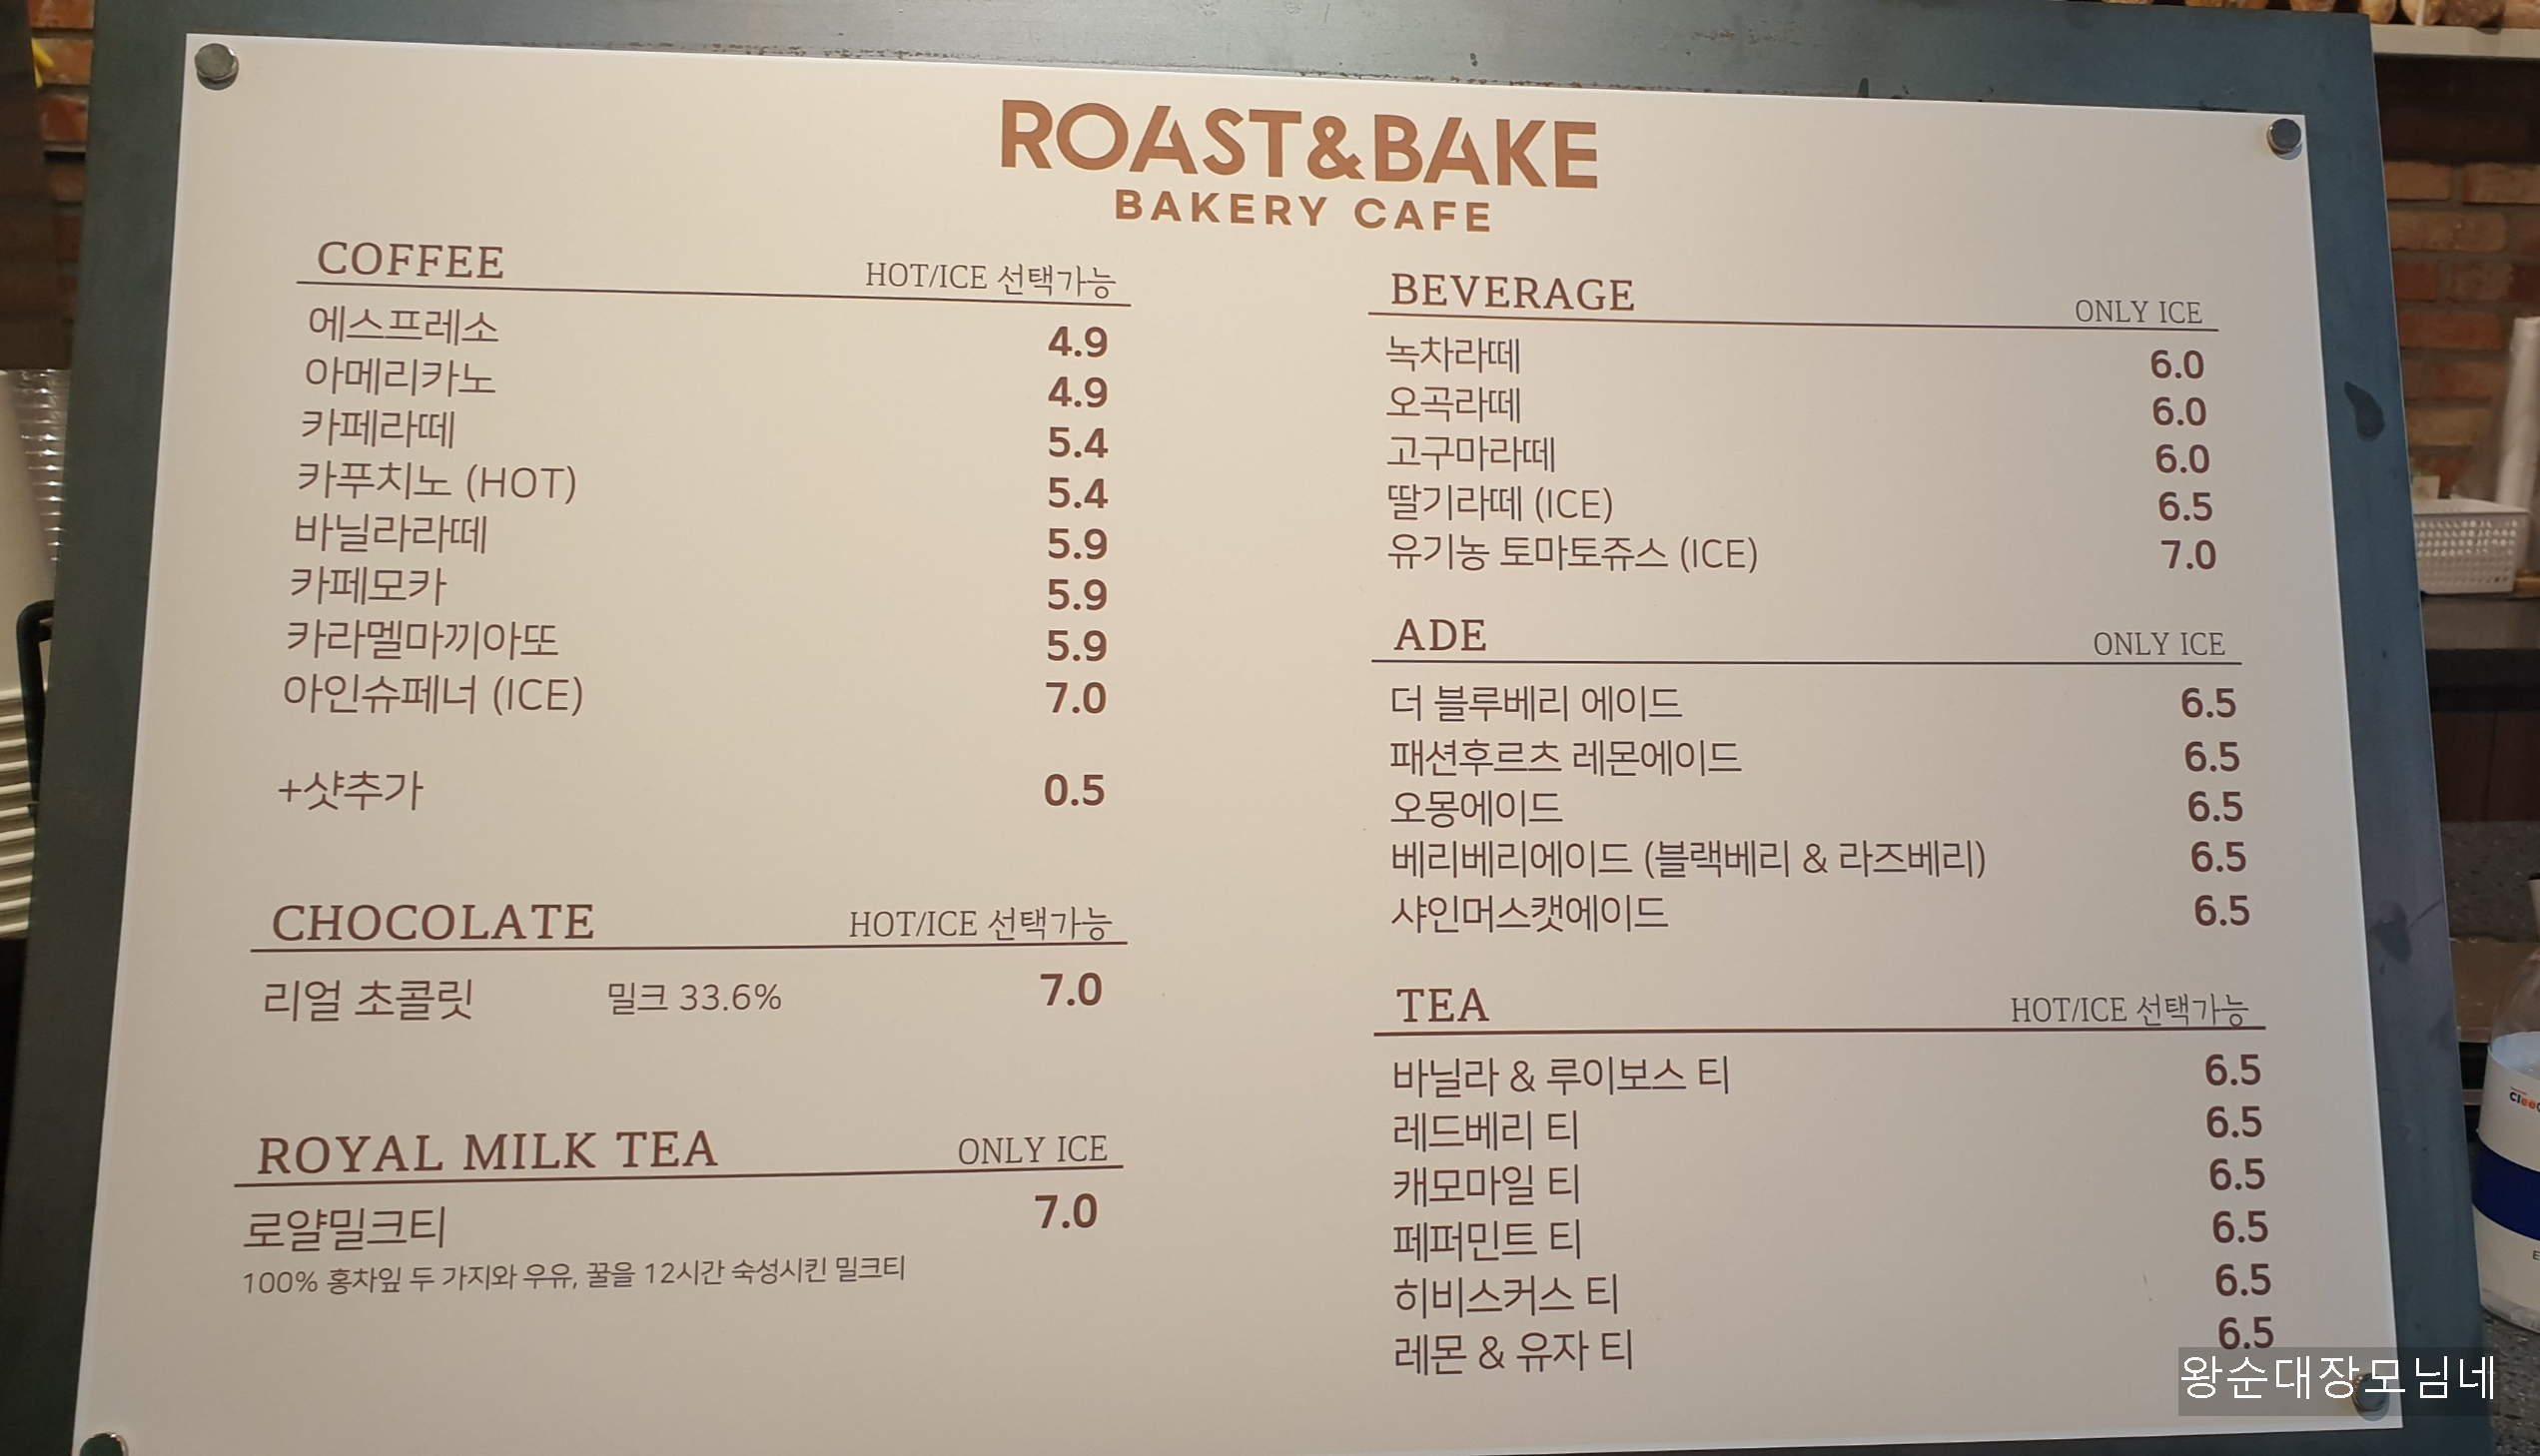 ROAST&BAKE
BAKERY CAFE
COFFEE HOT/ICE 선택가능
에스프레소 4.9
아메리카노 4.9
카페라떼 5.4
카푸치노 (HOT) 5.4
바닐라라떼 5.9
카페모카 5.9
카라멜마끼아또 5.9
아인슈페너 (ICE) 7.0
+샷추가 0.5
CHOCOLATE HOT/ICE 선택가능
리얼 초콜릿 밀크 33.6% 7.0
ROYAL MILK TEA ONLY ICE
로얄밀크티 7.0
100% 홍차잎 두 가지와 우유, 꿀을 12시간 숙성시킨 밀크티
BEVERAGE ONLY ICE
녹차라떼 6.0
오곡라떼 6.0
고구마라떼 6.0
딸기라떼 (ICE) 6.5
유기농 토마토쥬스 (ICE) 7.0
ADE ONLY ICE
더 블루베리 에이드 6.5
패션후르츠 레몬에이드 6.5
오몽에이드 6.5
베리베리에이드 (블랙베리 & 라즈베리) 6.5
샤인머스캣에이드 6.5
TEA HOT/ICE 선택가능
바닐라 & 루이보스 티 6.5
레드베리 티 6.5
캐모마일 티 6.5
페퍼민트 티 6.5
히비스커스 티 6.5
레몬 & 유자 티 6.5
왕순대장모님네